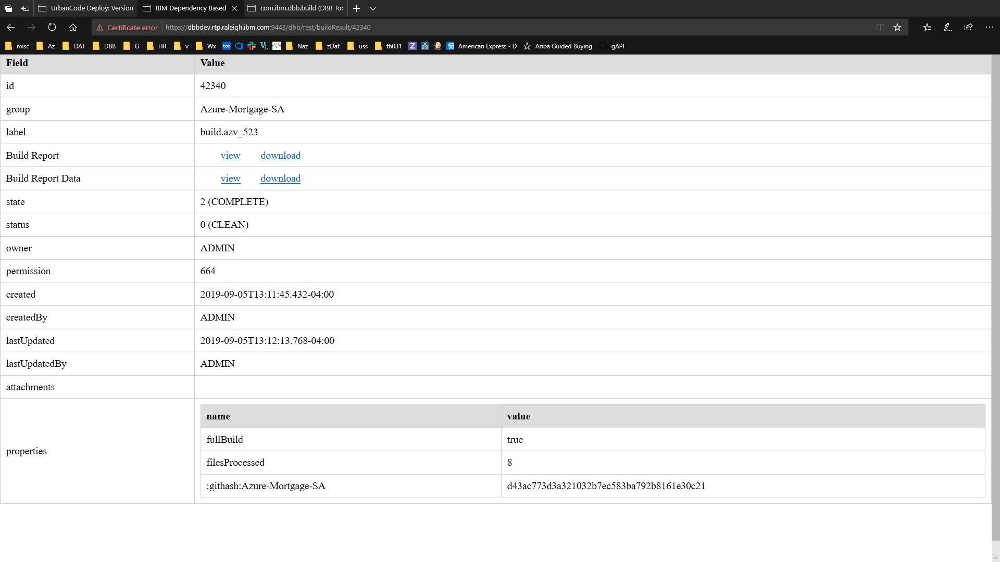 UrbanCode Deploy: Version
IBM Dependency Based
com.ibm.dbb.build (DBB Too
Certificate error https://dbbdev.rtp.raleigh.ibm.com:9443/dbb/rest/buildResult/42340
misc Az DAT DBB G HR v Wx box Naz zDat uss t6031 Z American Express - D Ariba Guided Buying gAPI
Field Value
id 42340
group Azure-Mortgage-SA
label build.azv_523
Build Report view download
Build Report Data view download
state 2 (COMPLETE)
status 0 (CLEAN)
owner ADMIN
permission 664
created 2019-09-05T13:11:45.432-04:00
createdBy ADMIN
lastUpdated 2019-09-05T13:12:13.768-04:00
lastUpdatedBy ADMIN
attachments
properties
name value
fullBuild true
filesProcessed 8
:githash:Azure-Mortgage-SA d43ac773d3a321032b7ec583ba792b8161e30c21